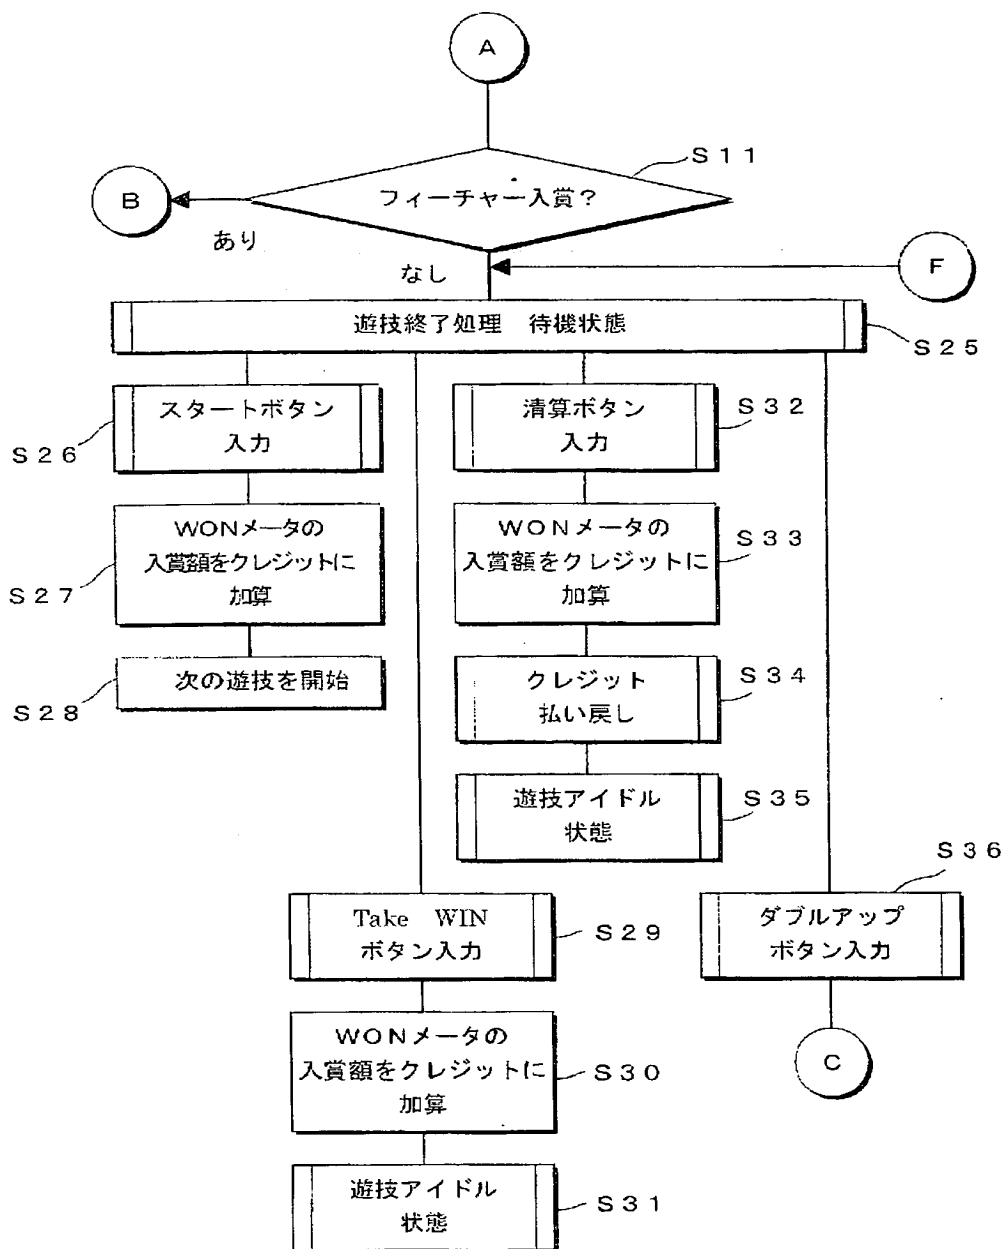 A
S11
フィーチャー入賞？
B
あり
なし
F
遊技終了処理　待機状態
S25
スタートボタン
入力
S26
WONメータの
入賞額をクレジットに
加算
S27
次の遊技を開始
S28
清算ボタン
入力
S32
WONメータの
入賞額をクレジットに
加算
S33
クレジット
払い戻し
S34
遊技アイドル
状態
S35
Take　WIN
ボタン入力
S29
WONメータの
入賞額をクレジットに
加算
S30
遊技アイドル
状態
S31
S36
ダブルアップ
ボタン入力
C